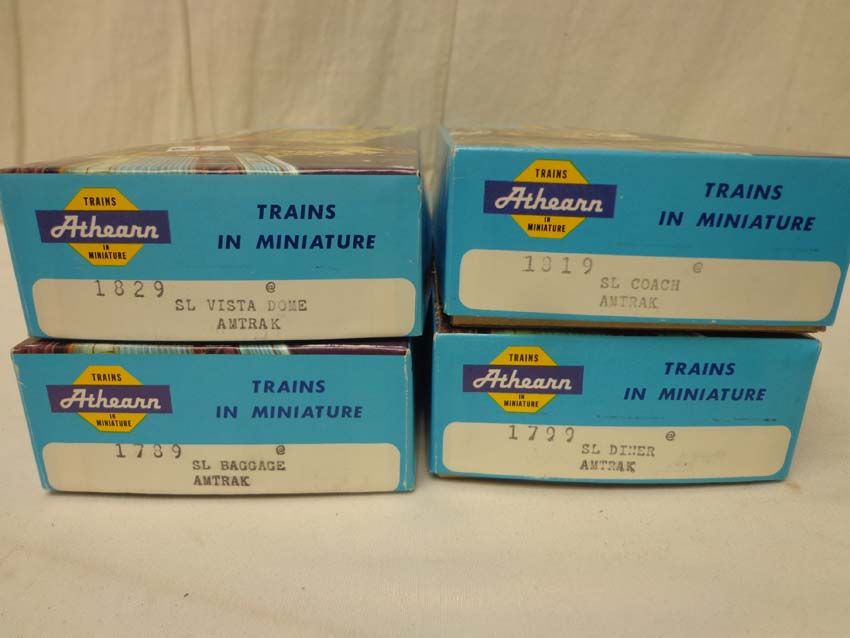 TRAINS
Athearn
IN
MINIATURE
TRAINS
IN MINIATURE
1829 @
SL VISTA DOME
AMTRAK
TRAINS
Athearn
IN
MINIATURE
TRAINS
IN MINIATURE
1819 @
SL COACH
AMTRAK
TRAINS
Athearn
IN
MINIATURE
TRAINS
IN MINIATURE
1789 @
SL BAGGAGE
AMTRAK
TRAINS
Athearn
IN
MINIATURE
TRAINS
IN MINIATURE
1799 @
SL DINER
AMTRAK